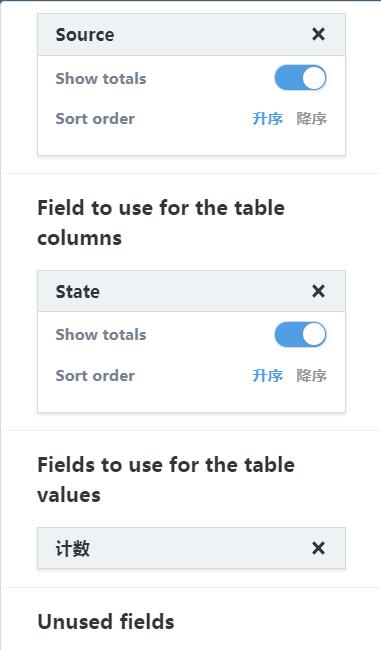 Source
Show totals
Sort order 升序 降序
Field to use for the table
columns
State
Show totals
Sort order 升序 降序
Fields to use for the table
values
计数
Unused fields